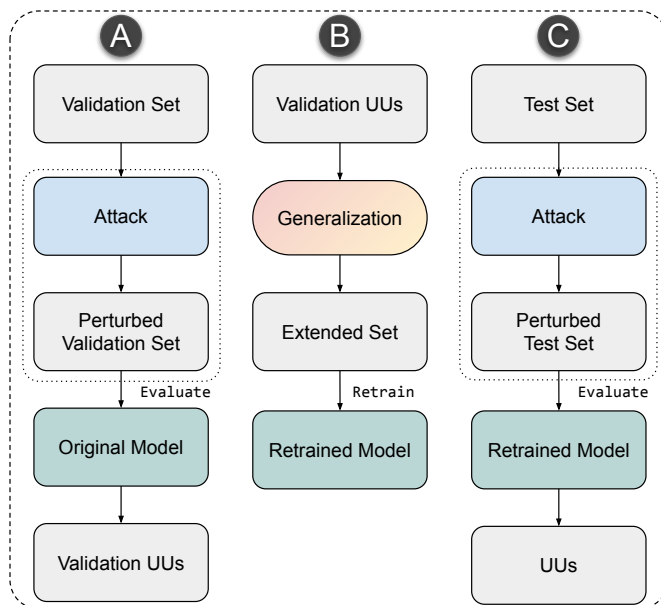 A
Validation Set
Attack
Perturbed
Validation Set
Evaluate
Original Model
Validation UUs
B
Validation UUs
Generalization
Extended Set
Retrain
Retrained Model
C
Test Set
Attack
Perturbed
Test Set
Evaluate
Retrained Model
UUs